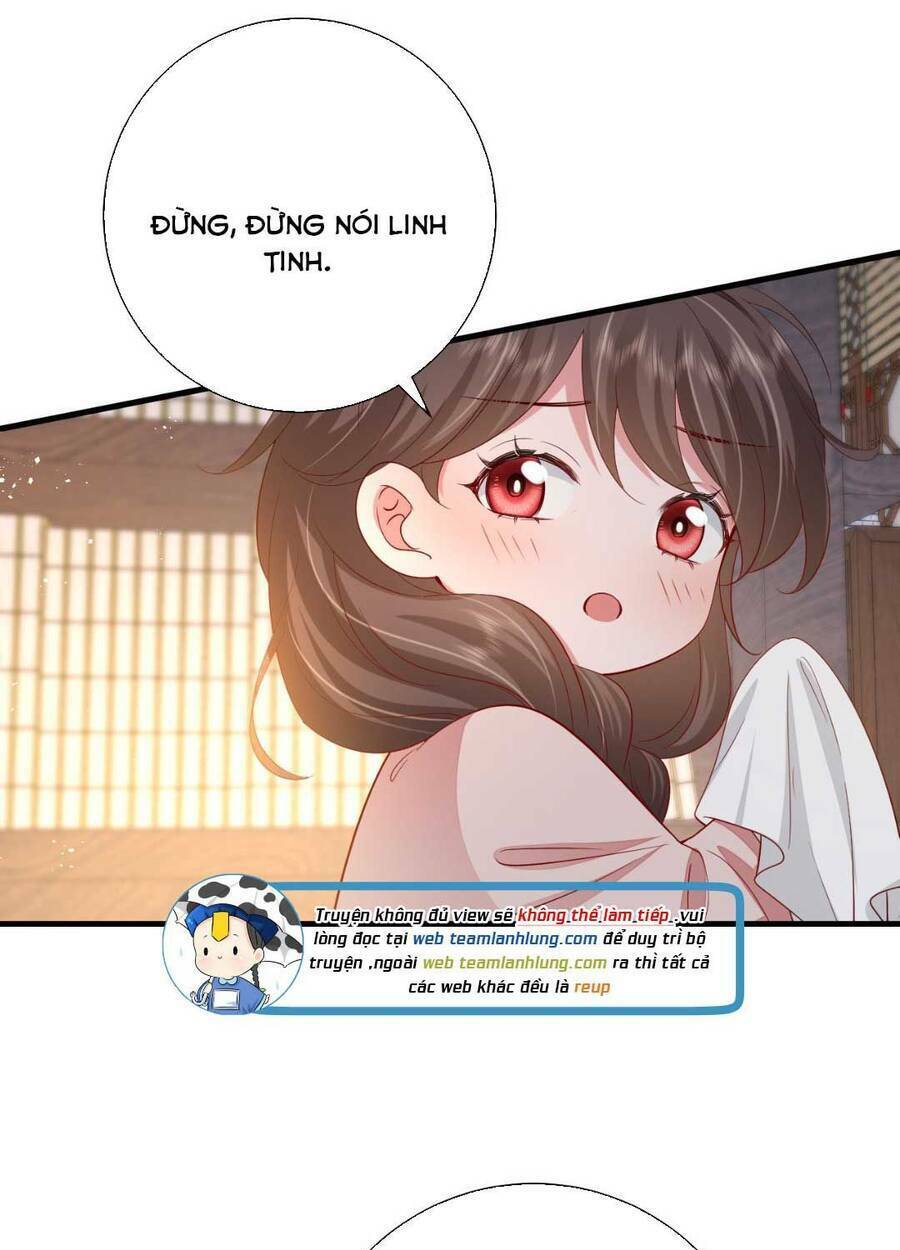 ĐỪNG, ĐỪNG NÓI LINH
TINH.
Truyện không đủ view sẽ không thể làm tiếp ..vui
lòng đọc tại web teamlanhlung.com để duy trì bộ
truyện ,ngoài web teamlanhlung.com ra thì tất cả
các web khác đều là reup